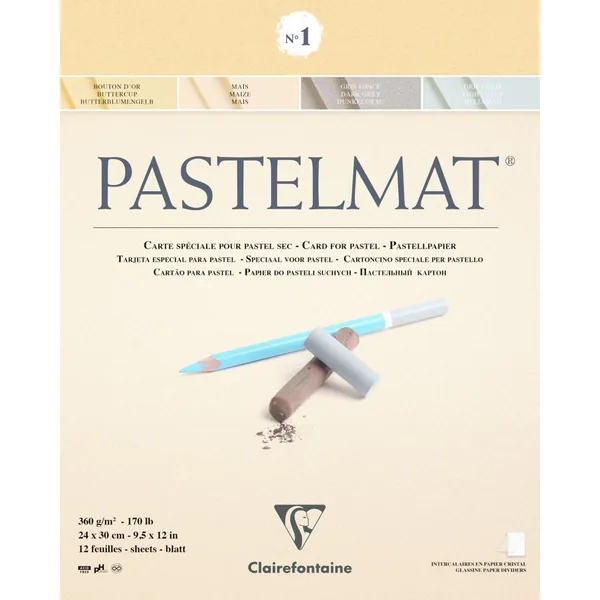 N° 1
BOUTON D'OR
BUTTERCUP
BUTTERBLUMENGELB
MAIS
MAIZE
MAIS
GRIS FONCÉ
DARK GREY
DUNKELGRAU
PASTELMAT®
CARTE SPÉCIALE POUR PASTEL SEC - CARD FOR PASTEL - PASTELLPAPIER
TARJETA ESPECIAL PARA PASTEL - SPECIAAL VOOR PASTEL - CARTONCINO SPECIALE PER PASTELLO
CARTÃO PARA PASTEL - PAPIER DO PASTELI SUCHYCH - ПАСТЕЛЬНЫЙ КАРТОН
360 g/m² - 170 lb
24 x 30 cm - 9,5 x 12 in
12 feuilles - sheets - blatt
ACID FREE pH
Clairefontaine
INTERCALAIRES EN PAPIER CRISTAL
GLASSINE PAPER DIVIDERS